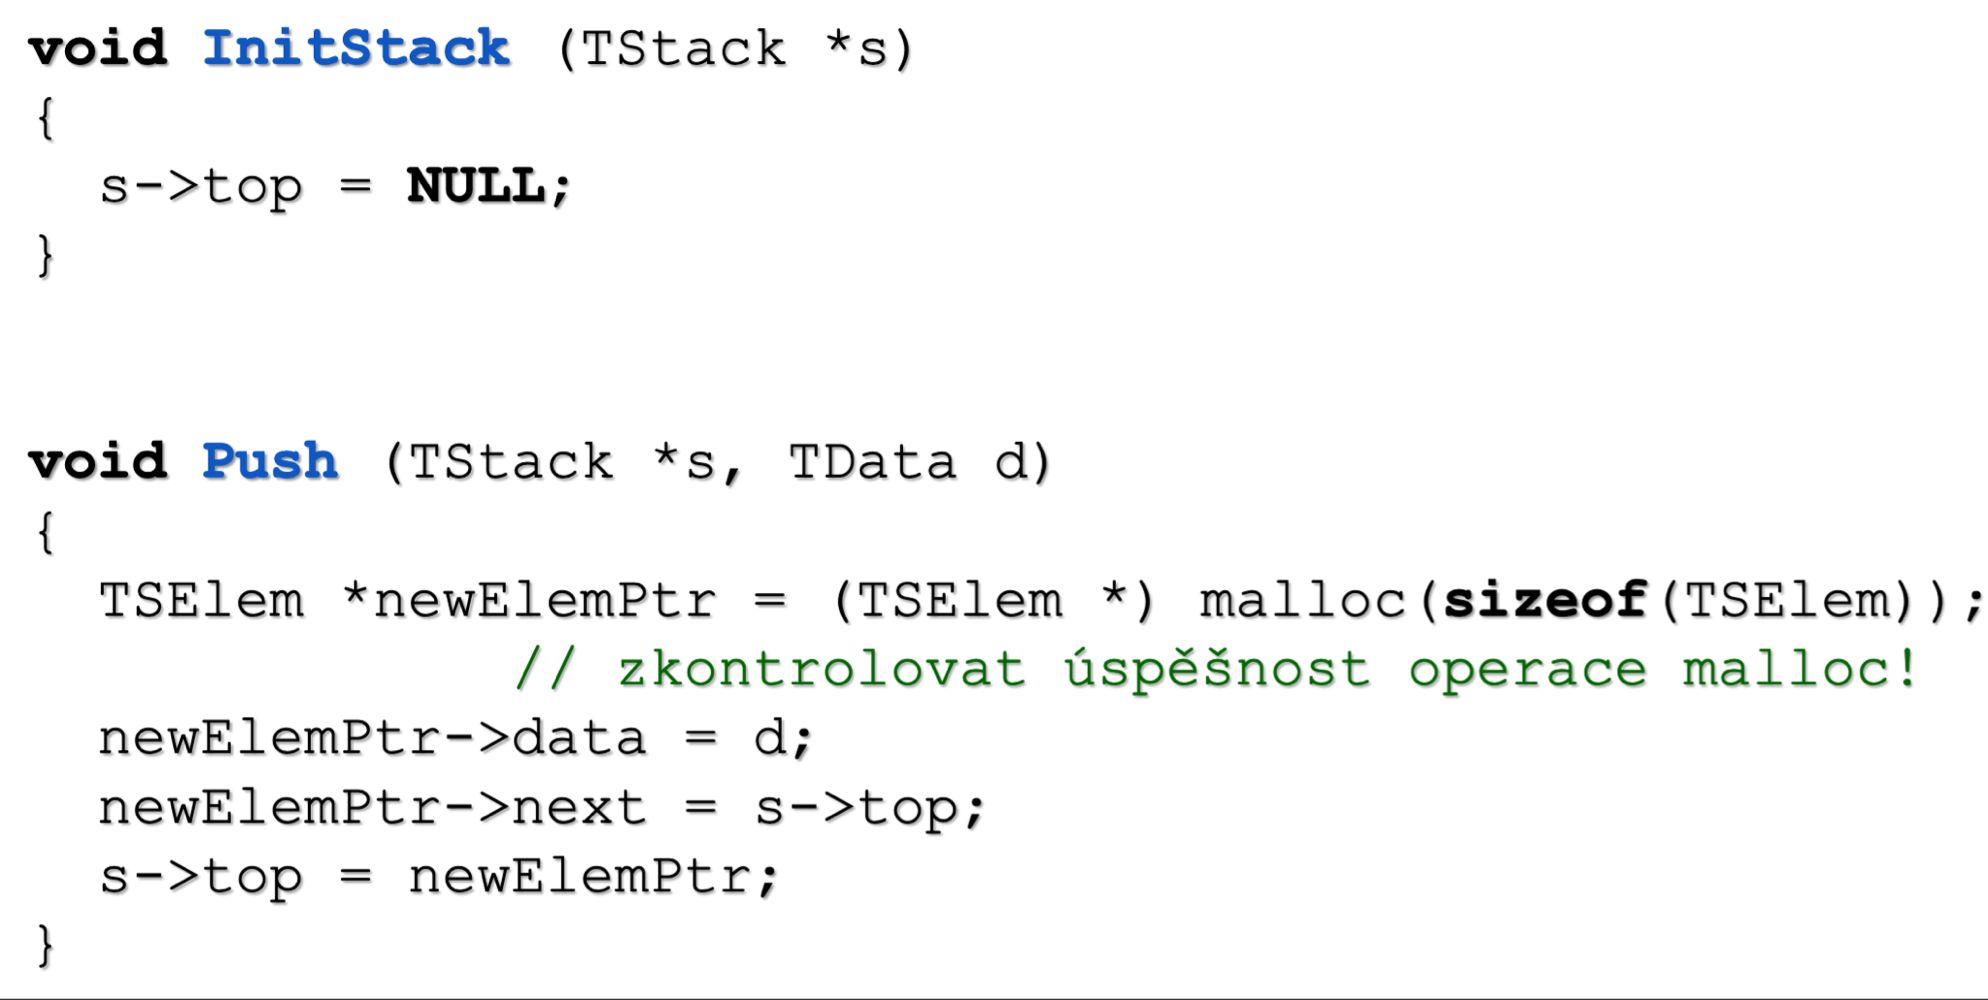 void InitStack (TStack *s)
{
s->top = NULL;
}
void Push (TStack *s, TData d)
{
TSElem *newElemPtr = (TSElem *) malloc(sizeof(TSElem));
// zkontrolovat úspěšnost operace malloc!
newElemPtr->data = d;
newElemPtr->next = s->top;
s->top = newElemPtr;
}